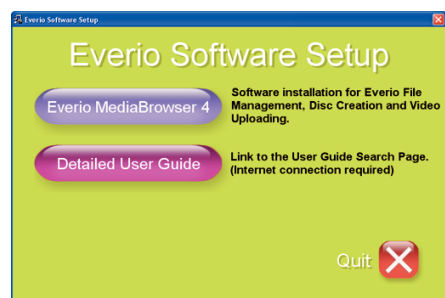 Everio Software Setup
Everio Software Setup
Everio MediaBrowser 4
Software installation for Everio File
Management, Disc Creation and Video
Uploading.
Detailed User Guide
Link to the User Guide Search Page.
(Internet connection required)
Quit